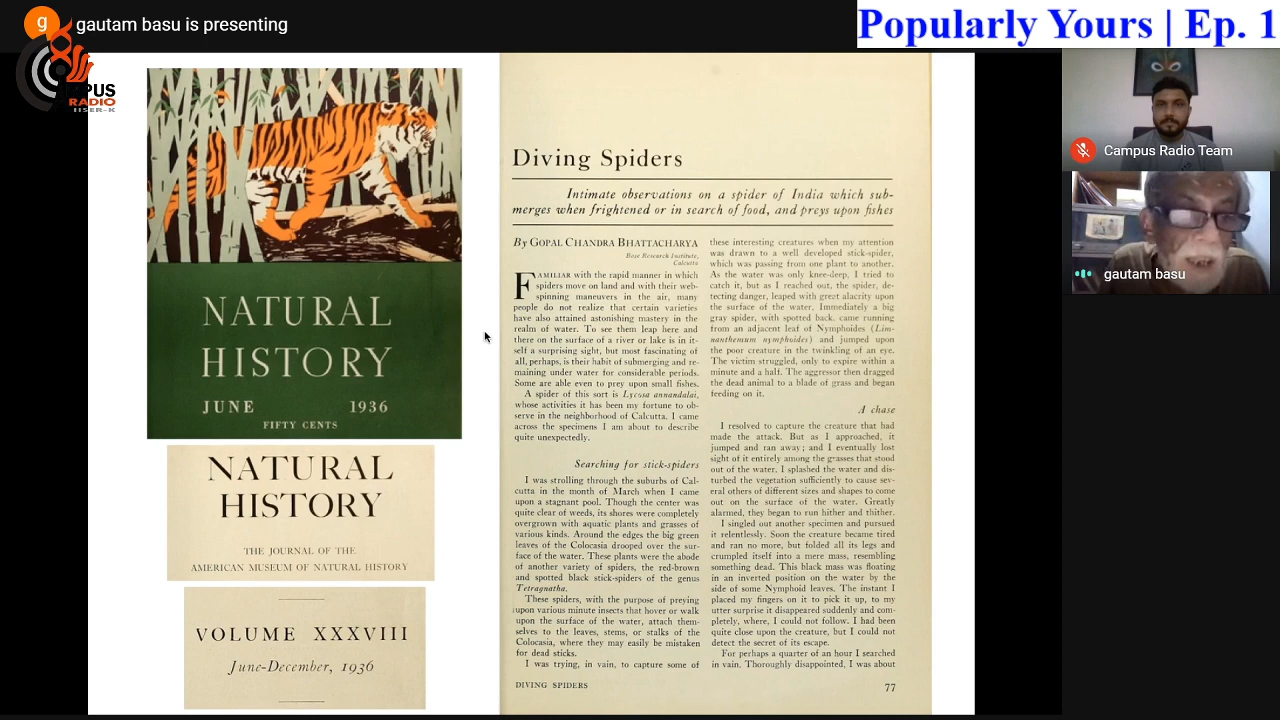 g
gautam basu is presenting
Popularly Yours | Ep. 1
PUS
RADIO
IISER-K
Campus Radio Team
gautam basu
NATURAL
HISTORY
JUNE 1936
FIFTY CENTS
NATURAL
HISTORY
THE JOURNAL OF THE
AMERICAN MUSEUM OF NATURAL HISTORY
VOLUME XXXVIII
June-December, 1936
Diving Spiders
Intimate observations on a spider of India which sub-
merges when frightened or in search of food, and preys upon fishes
By GOPAL CHANDRA BHATTACHARYA
Bose Research Institute,
Calcutta
FAMILIAR with the rapid manner in which
spiders move on land and with their web-
spinning maneuvers in the air, many
people do not realize that certain varieties
have also attained astonishing mastery in the
realm of water. To see them leap here and
there on the surface of a river or lake is in it-
self a surprising sight, but most fascinating of
all, perhaps, is their habit of submerging and re-
maining under water for considerable periods.
Some are able even to prey upon small fishes.
A spider of this sort is Lycosa annandalai,
whose activities it has been my fortune to ob-
serve in the neighborhood of Calcutta. I came
across the specimens I am about to describe
quite unexpectedly.
Searching for stick-spiders
I was strolling through the suburbs of Cal-
cutta in the month of March when I came
upon a stagnant pool. Though the center was
quite clear of weeds, its shores were completely
overgrown with aquatic plants and grasses of
various kinds. Around the edges the big green
leaves of the Colocasia drooped over the sur-
face of the water. These plants were the abode
of another variety of spiders, the red-brown
and spotted black stick-spiders of the genus
Tetragnatha.
These spiders, with the purpose of preying
upon various minute insects that hover or walk
upon the surface of the water, attach them-
selves to the leaves, stems, or stalks of the
Colocasia, where they may easily be mistaken
for dead sticks.
I was trying, in vain, to capture some of
these interesting creatures when my attention
was drawn to a well developed stick-spider,
which was passing from one plant to another.
As the water was only knee-deep, I tried to
catch it, but as I reached out, the spider, de-
tecting danger, leaped with great alacrity upon
the surface of the water. Immediately a big
gray spider, with spotted back, came running
from an adjacent leaf of Nymphoides (Lim-
nanthemum nymphoides) and jumped upon
the poor creature in the twinkling of an eye.
The victim struggled, only to expire within a
minute and a half. The aggressor then dragged
the dead animal to a blade of grass and began
feeding on it.
A chase
I resolved to capture the creature that had
made the attack. But as I approached, it
jumped and ran away; and I eventually lost
sight of it entirely among the grasses that stood
out of the water. I splashed the water and dis-
turbed the vegetation sufficiently to cause sev-
eral others of different sizes and shapes to come
out on the surface of the water. Greatly
alarmed, they began to run hither and thither.
I singled out another specimen and pursued
it relentlessly. Soon the creature became tired
and ran no more, but folded all its legs and
crumpled itself into a mere mass, resembling
something dead. This black mass was floating
in an inverted position on the water by the
side of some Nymphoid leaves. The instant I
placed my fingers on it to pick it up, to my
utter surprise it disappeared suddenly and com-
pletely, where, I could not follow. I had been
quite close upon the creature, but I could not
detect the secret of its escape.
For perhaps a quarter of an hour I searched
in vain. Thoroughly disappointed, I was about
DIVING SPIDERS 77